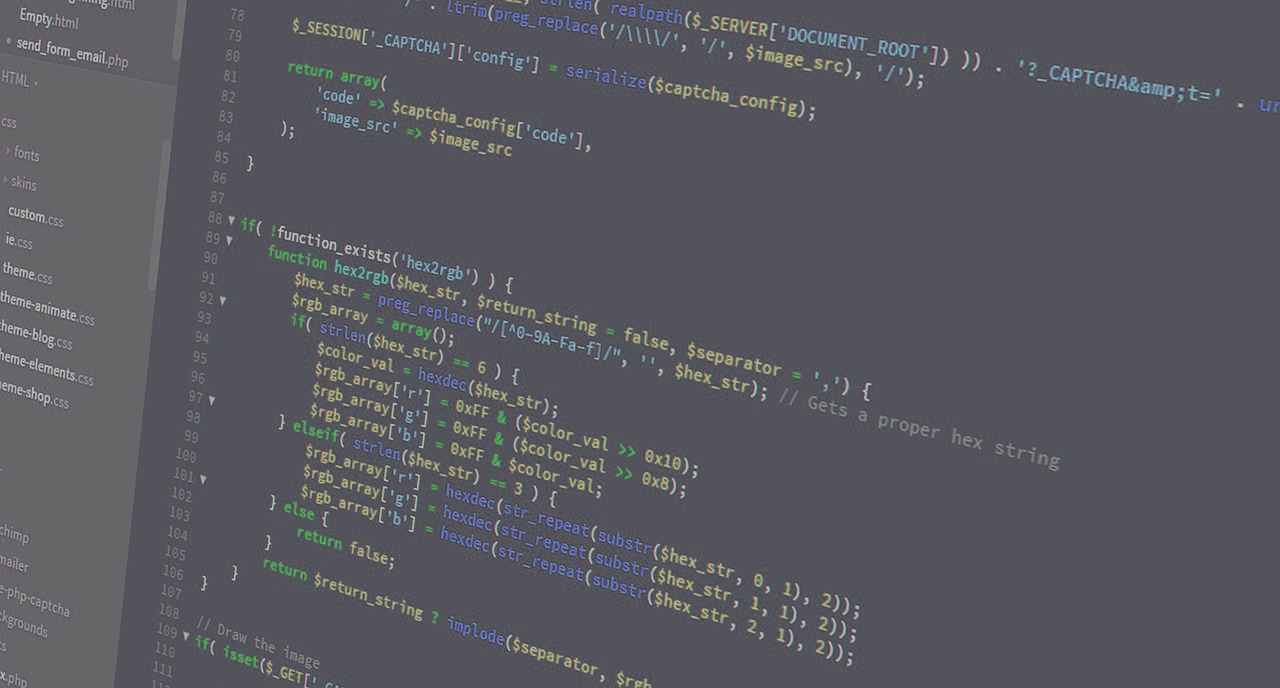 Empty.html
send_form_email.php
HTML
css
fonts
skins
custom.css
ie.css
theme.css
theme-animate.css
theme-blog.css
theme-elements.css
theme-shop.css
chimp
mailer
e-php-captcha
ckgrounds
ts
x.php
strlen( realpath($_SERVER['DOCUMENT_ROOT']) )) . '?_CAPTCHA&amp;t=' . ur
78 ltrim(preg_replace('/\\\\/', '/', $image_src), '/');
79 $_SESSION['_CAPTCHA']['config'] = serialize($captcha_config);
80
81 return array(
82 'code' => $captcha_config['code'],
83 'image_src' => $image_src
84 );
85 }
86
87
88 if( !function_exists('hex2rgb') ) {
89 function hex2rgb($hex_str, $return_string = false, $separator = ',') {
90 $hex_str = preg_replace("/[^0-9A-Fa-f]/", '', $hex_str); // Gets a proper hex string
91 $rgb_array = array();
92 if( strlen($hex_str) == 6 ) {
93 $color_val = hexdec($hex_str);
94 $rgb_array['r'] = 0xFF & ($color_val >> 0x10);
95 $rgb_array['g'] = 0xFF & ($color_val >> 0x8);
96 $rgb_array['b'] = 0xFF & $color_val;
97 } elseif( strlen($hex_str) == 3 ) {
98 $rgb_array['r'] = hexdec(str_repeat(substr($hex_str, 0, 1), 2));
99 $rgb_array['g'] = hexdec(str_repeat(substr($hex_str, 1, 1), 2));
100 $rgb_array['b'] = hexdec(str_repeat(substr($hex_str, 2, 1), 2));
101 } else {
102 return false;
103 }
104 return $return_string ? implode($separator, $rgb
105 }
106 }
107
108 // Draw the image
109 if( isset($_GET['
110
111